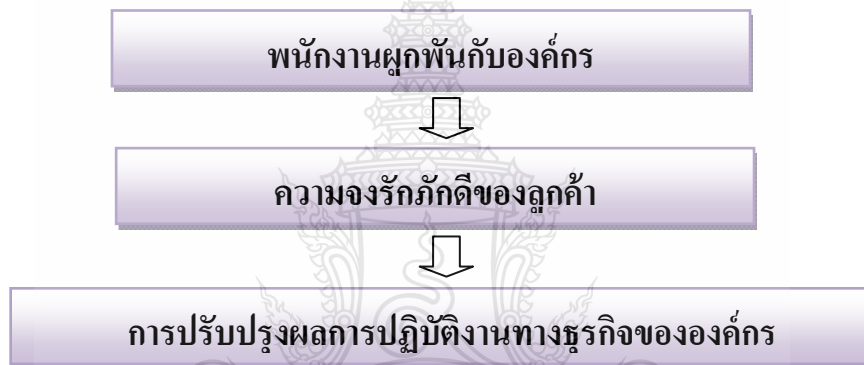 พนักงานผูกพันกับองค์กร
ความจงรักภักดีของลูกค้า
การปรับปรุงผลการปฏิบัติงานทางธุรกิจขององค์กร